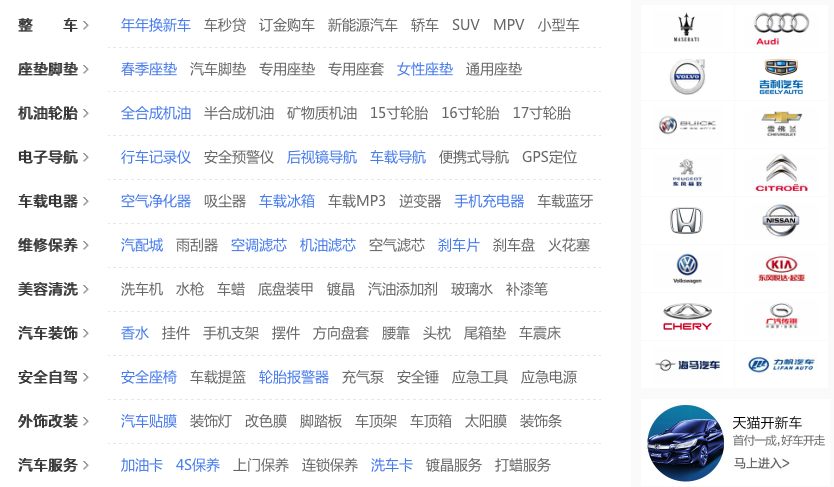 整 车 年年换新车 车秒贷 订金购车 新能源汽车 轿车 SUV MPV 小型车
座垫脚垫 > 春季座垫 汽车脚垫 专用座垫 专用座套 女性座垫 通用座垫
机油轮胎 > 全合成机油 半合成机油 矿物质机油 15寸轮胎 16寸轮胎 17寸轮胎
电子导航 > 行车记录仪 安全预警仪 后视镜导航 车载导航 便携式导航 GPS定位
车载电器 > 空气净化器 吸尘器 车载冰箱 车载MP3 逆变器 手机充电器 车载蓝牙
维修保养 > 汽配城 雨刮器 空调滤芯 机油滤芯 空气滤芯 刹车片 刹车盘 火花塞
美容清洗 > 洗车机 水枪 车蜡 底盘装甲 镀晶 汽油添加剂 玻璃水 补漆笔
汽车装饰 > 香水 挂件 手机支架 摆件 方向盘套 腰靠 头枕 尾箱垫 车震床
安全自驾 > 安全座椅 车载提篮 轮胎报警器 充气泵 安全锤 应急工具 应急电源
外饰改装 > 汽车贴膜 装饰灯 改色膜 脚踏板 车顶架 车顶箱 太阳膜 装饰条
汽车服务 > 加油卡 4S保养 上门保养 连锁保养 洗车卡 镀晶服务 打蜡服务
MASERATI
Audi
VOLVO
吉利汽车
GEELY AUTO
BUICK
雪佛兰
CHEVROLET
PEUGEOT
东风标致
CITROËN
NISSAN
Volkswagen
KIA
东风悦达·起亚
CHERY
广汽传祺
海马汽车
力帆汽车
LIFAN AUTO
天猫开新车
首付一成,好车开走
马上进入>